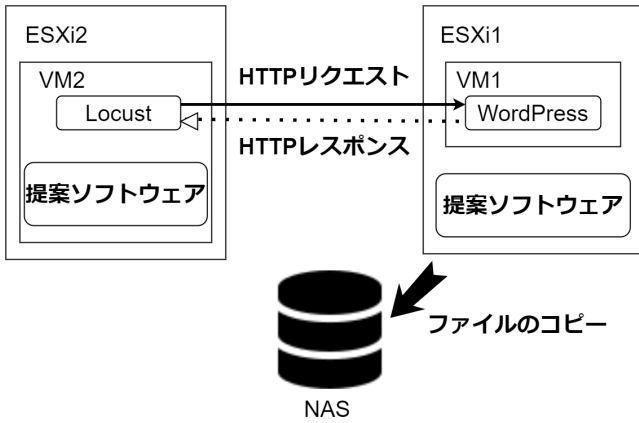 ESXi2
VM2
Locust
提案ソフトウェア
HTTPリクエスト
HTTPレスポンス
ESXi1
VM1
WordPress
提案ソフトウェア
ファイルのコピー
NAS